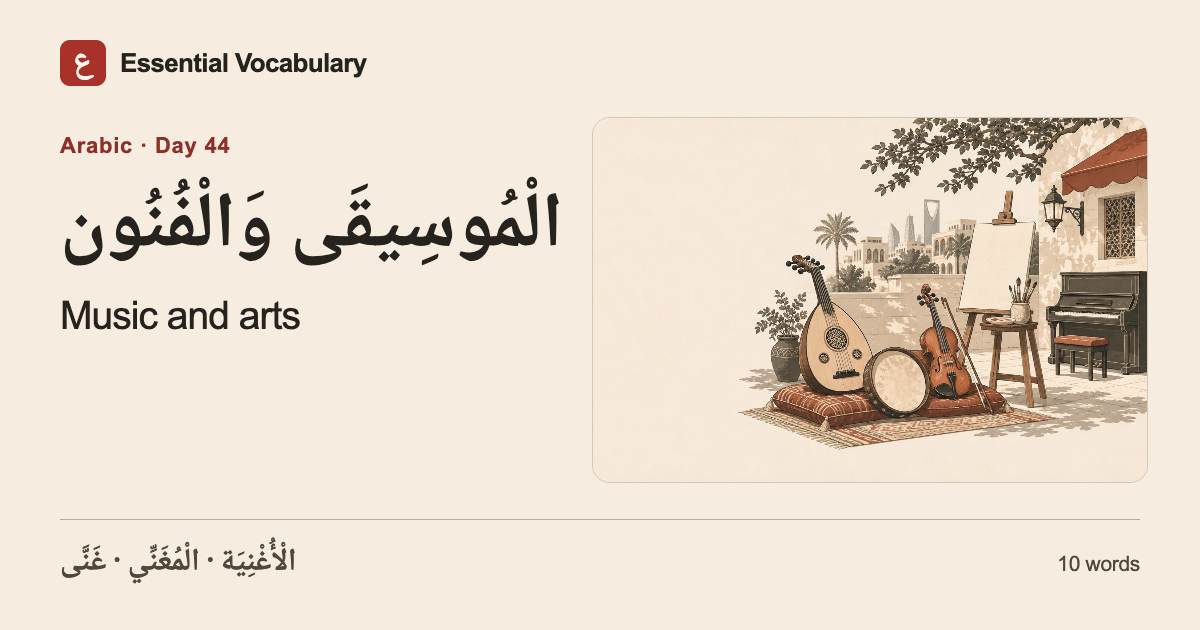 ع Essential Vocabulary
Arabic · Day 44
الْمُوسِيقَى وَالْفُنُون
Music and arts
الْأُغْنِيَة · الْمُغَنِّي · غَنَّى
10 words